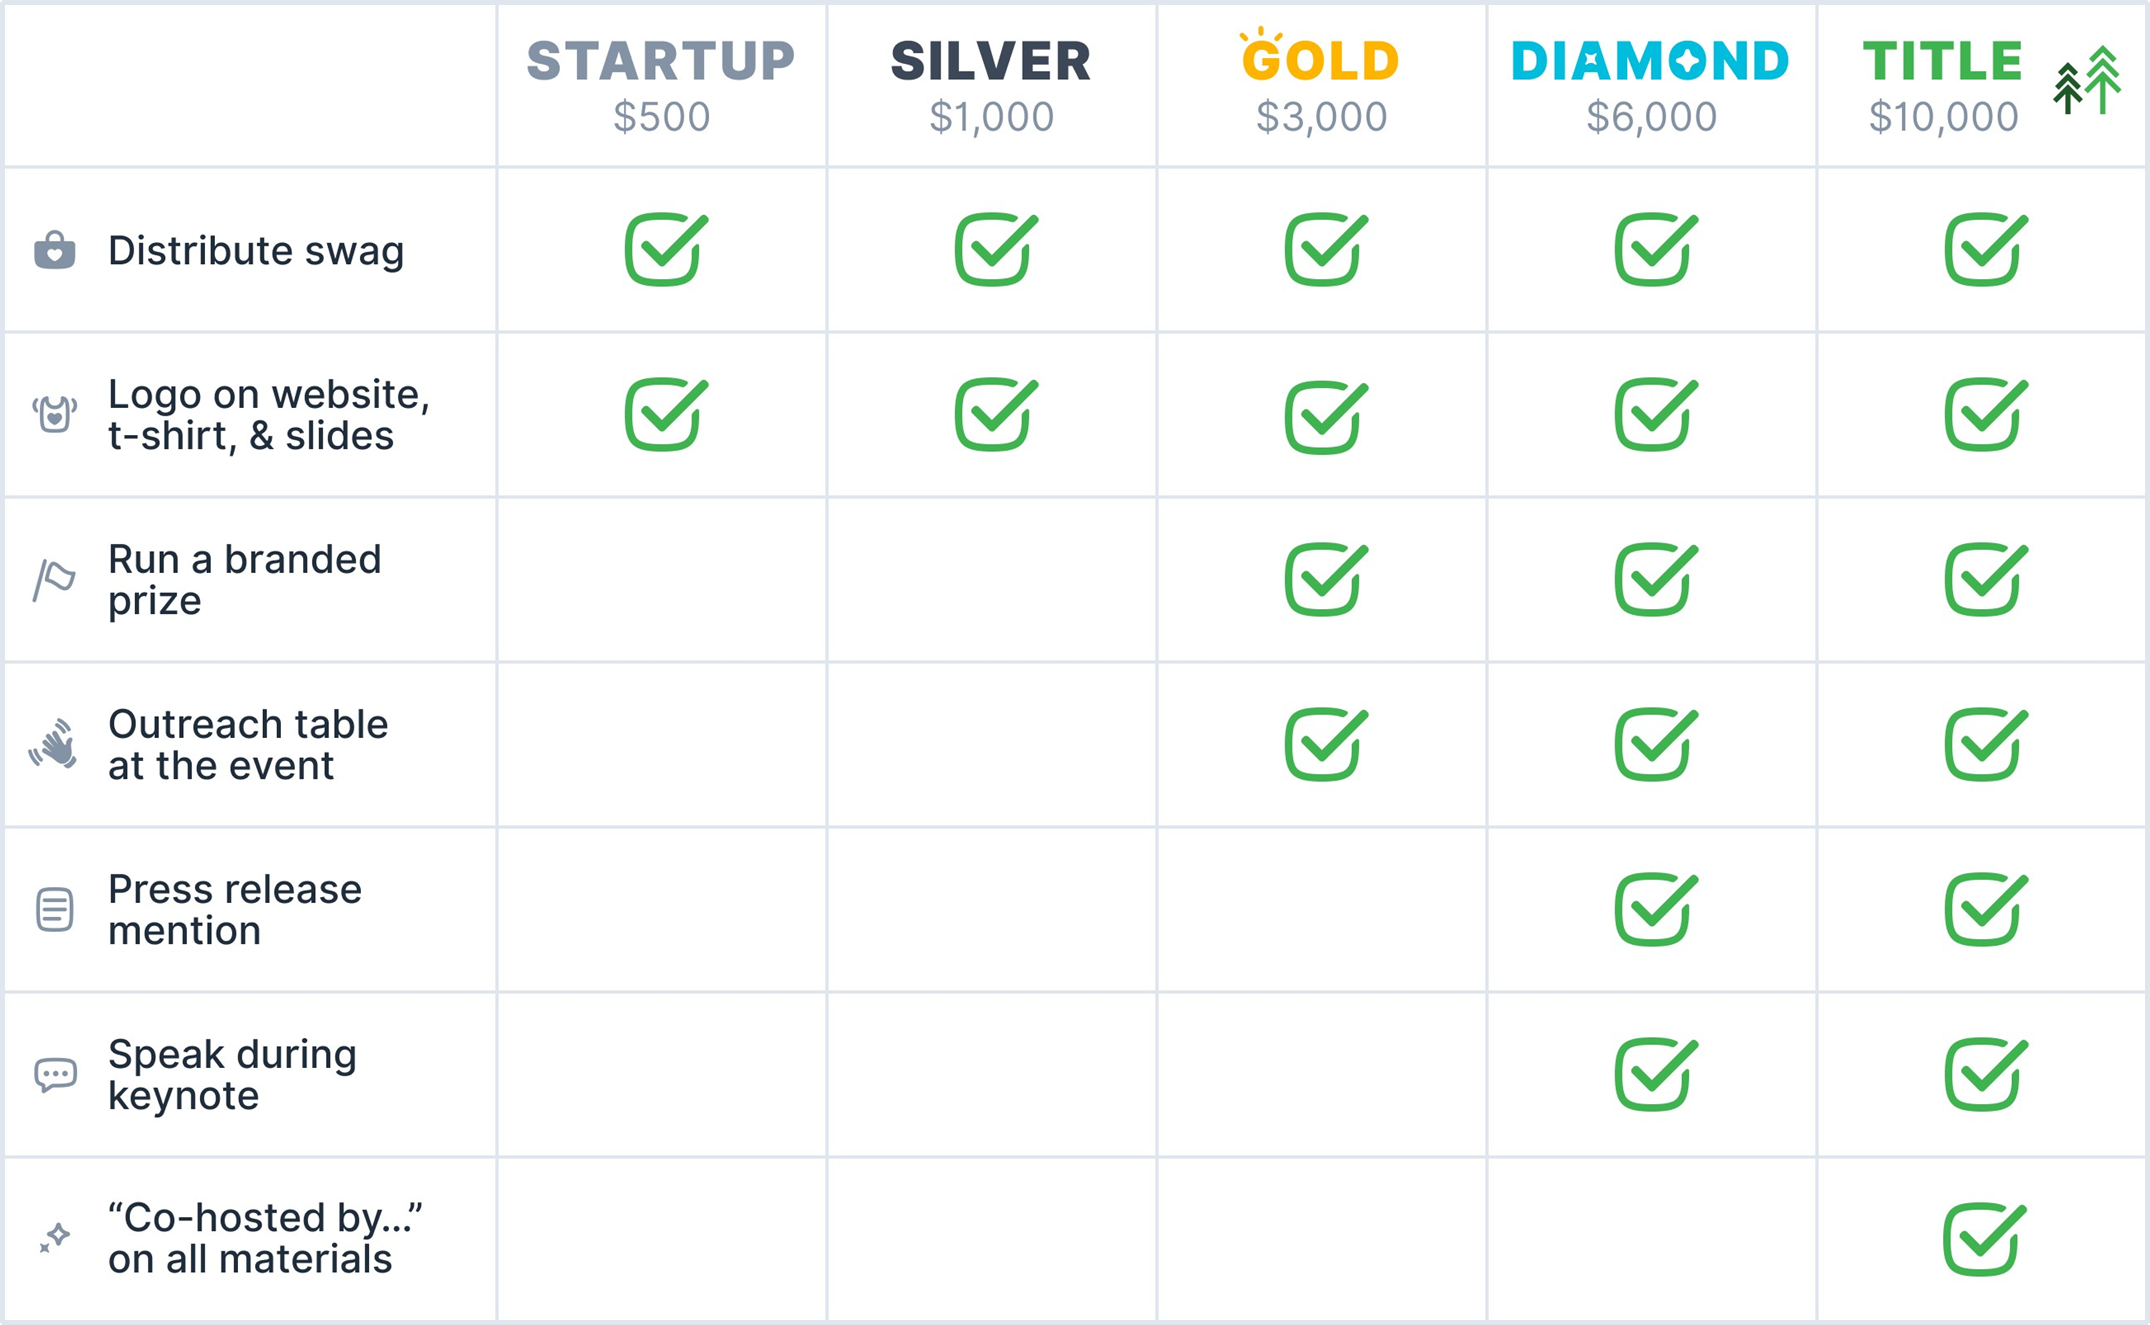 STARTUP
$500
SILVER
$1,000
GOLD
$3,000
DIAMOND
$6,000
TITLE
$10,000
Distribute swag
Logo on website,
t-shirt, & slides
Run a branded
prize
Outreach table
at the event
Press release
mention
Speak during
keynote
“Co-hosted by...”
on all materials